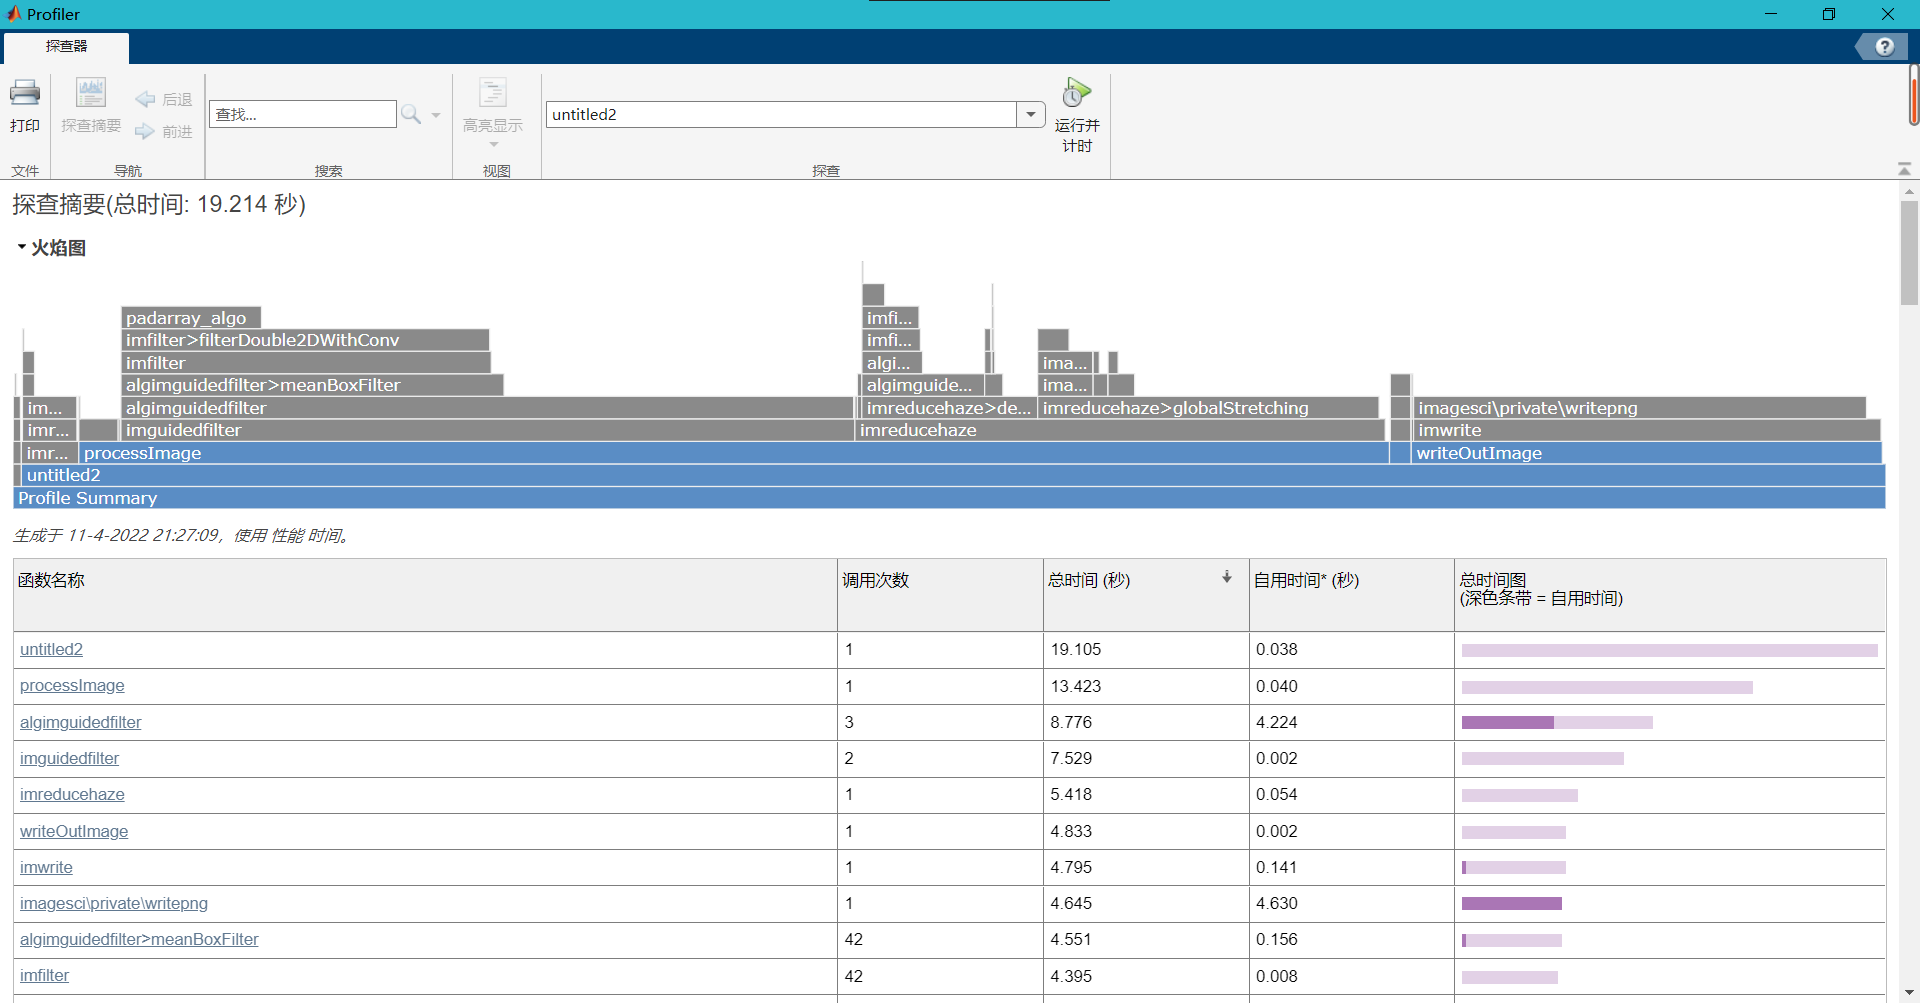 Profiler
探查器
打印
探查摘要
后退
前进
查找...
高亮显示
untitled2
运行并
计时
文件
导航
搜索
视图
探查
探查摘要(总时间: 19.214 秒)
火焰图
padarray_algo
imfi...
imfilter>filterDouble2DWithConv
imfi...
imfilter
algi...
ima...
algimguidedfilter>meanBoxFilter
algimguide...
ima...
im...
algimguidedfilter
imreducehaze>de...
imreducehaze>globalStretching
imagesci\private\writepng
imr...
imguidedfilter
imreducehaze
imwrite
imr...
processImage
writeOutImage
untitled2
Profile Summary
生成于 11-4-2022 21:27:09，使用 性能 时间。
函数名称 调用次数 总时间 (秒) 自用时间* (秒) 总时间图
(深色条带 = 自用时间)
untitled2 1 19.105 0.038
processImage 1 13.423 0.040
algimguidedfilter 3 8.776 4.224
imguidedfilter 2 7.529 0.002
imreducehaze 1 5.418 0.054
writeOutImage 1 4.833 0.002
imwrite 1 4.795 0.141
imagesci\private\writepng 1 4.645 4.630
algimguidedfilter>meanBoxFilter 42 4.551 0.156
imfilter 42 4.395 0.008